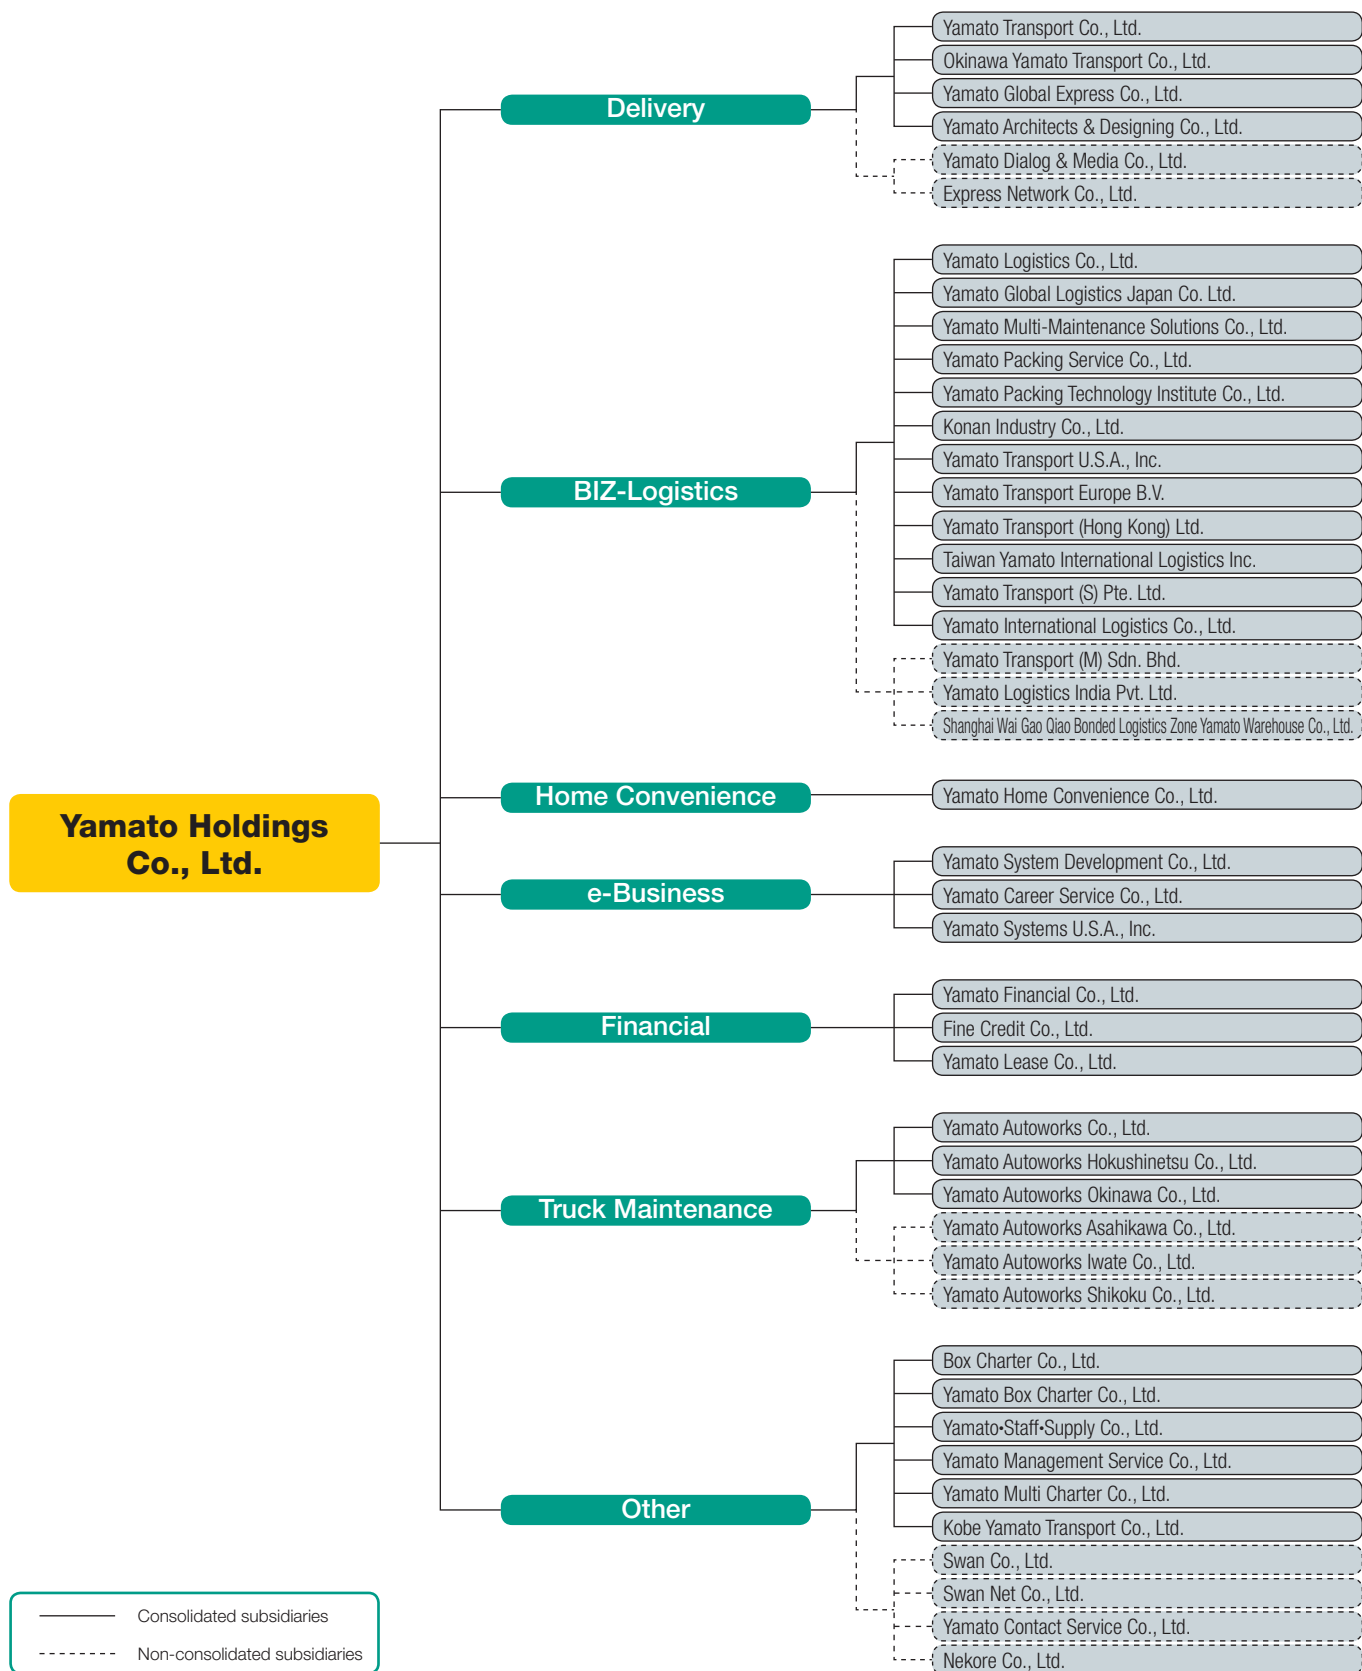 Yamato Holdings
Co., Ltd.
Delivery
Yamato Transport Co., Ltd.
Okinawa Yamato Transport Co., Ltd.
Yamato Global Express Co., Ltd.
Yamato Architects & Designing Co., Ltd.
Yamato Dialog & Media Co., Ltd.
Express Network Co., Ltd.
BIZ-Logistics
Yamato Logistics Co., Ltd.
Yamato Global Logistics Japan Co. Ltd.
Yamato Multi-Maintenance Solutions Co., Ltd.
Yamato Packing Service Co., Ltd.
Yamato Packing Technology Institute Co., Ltd.
Konan Industry Co., Ltd.
Yamato Transport U.S.A., Inc.
Yamato Transport Europe B.V.
Yamato Transport (Hong Kong) Ltd.
Taiwan Yamato International Logistics Inc.
Yamato Transport (S) Pte. Ltd.
Yamato International Logistics Co., Ltd.
Yamato Transport (M) Sdn. Bhd.
Yamato Logistics India Pvt. Ltd.
Shanghai Wai Gao Qiao Bonded Logistics Zone Yamato Warehouse Co., Ltd.
Home Convenience
Yamato Home Convenience Co., Ltd.
e-Business
Yamato System Development Co., Ltd.
Yamato Career Service Co., Ltd.
Yamato Systems U.S.A., Inc.
Financial
Yamato Financial Co., Ltd.
Fine Credit Co., Ltd.
Yamato Lease Co., Ltd.
Truck Maintenance
Yamato Autoworks Co., Ltd.
Yamato Autoworks Hokushinetsu Co., Ltd.
Yamato Autoworks Okinawa Co., Ltd.
Yamato Autoworks Asahikawa Co., Ltd.
Yamato Autoworks Iwate Co., Ltd.
Yamato Autoworks Shikoku Co., Ltd.
Other
Box Charter Co., Ltd.
Yamato Box Charter Co., Ltd.
Yamato•Staff•Supply Co., Ltd.
Yamato Management Service Co., Ltd.
Yamato Multi Charter Co., Ltd.
Kobe Yamato Transport Co., Ltd.
Swan Co., Ltd.
Swan Net Co., Ltd.
Yamato Contact Service Co., Ltd.
Nekore Co., Ltd.
Consolidated subsidiaries
Non-consolidated subsidiaries